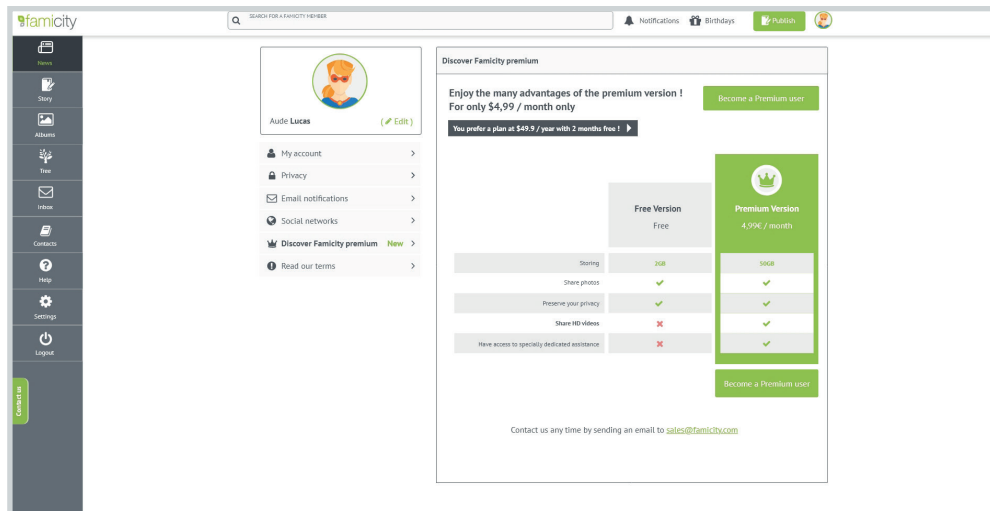 famicity
SEARCH FOR A FAMICITY MEMBER
Notifications
Birthdays
Publish
News
Story
Albums
Tree
Inbox
Contacts
Help
Settings
Logout
Contact us
Aude Lucas
( Edit )
My account
Privacy
Email notifications
Social networks
Discover Famicity premium New
Read our terms
Discover Famicity premium
Enjoy the many advantages of the premium version !
For only $4,99 / month only
Become a Premium user
You prefer a plan at $49.9 / year with 2 months free !
Free Version
Free
Premium Version
4,99€ / month
Storing 2GB 50GB
Share photos
Preserve your privacy
Share HD videos
Have access to specially dedicated assistance
Become a Premium user
Contact us any time by sending an email to sales@famicity.com